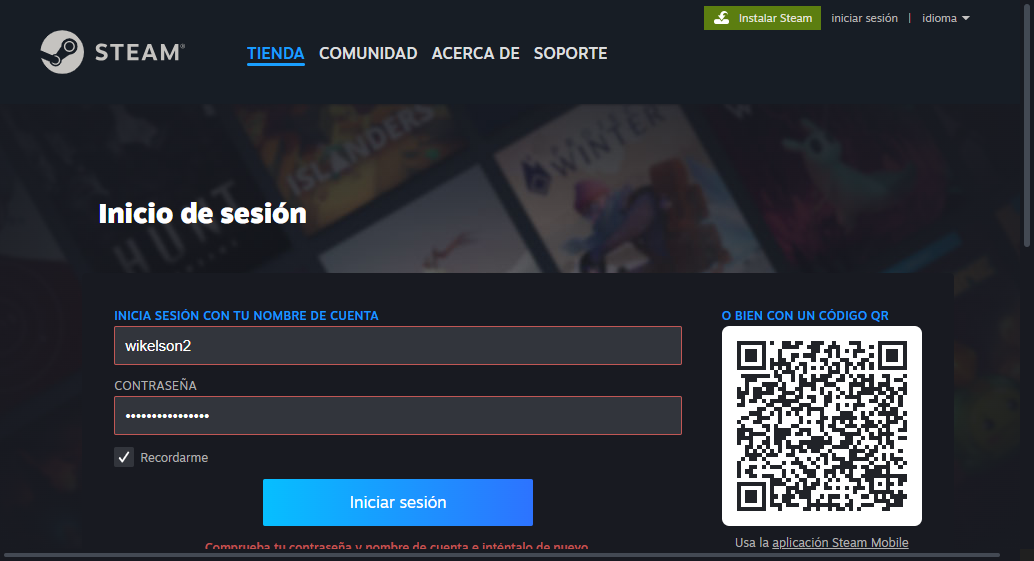 Instalar Steam
iniciar sesión | idioma
STEAM®
TIENDA COMUNIDAD ACERCA DE SOPORTE
ISLANDERS
WINTER
HUNT
Inicio de sesión
INICIA SESIÓN CON TU NOMBRE DE CUENTA
wikelson2
CONTRASEÑA
••••••••••••••••
Recordarme
Iniciar sesión
Comprueba tu contraseña y nombre de cuenta e inténtalo de nuevo
O BIEN CON UN CÓDIGO QR
Usa la aplicación Steam Mobile